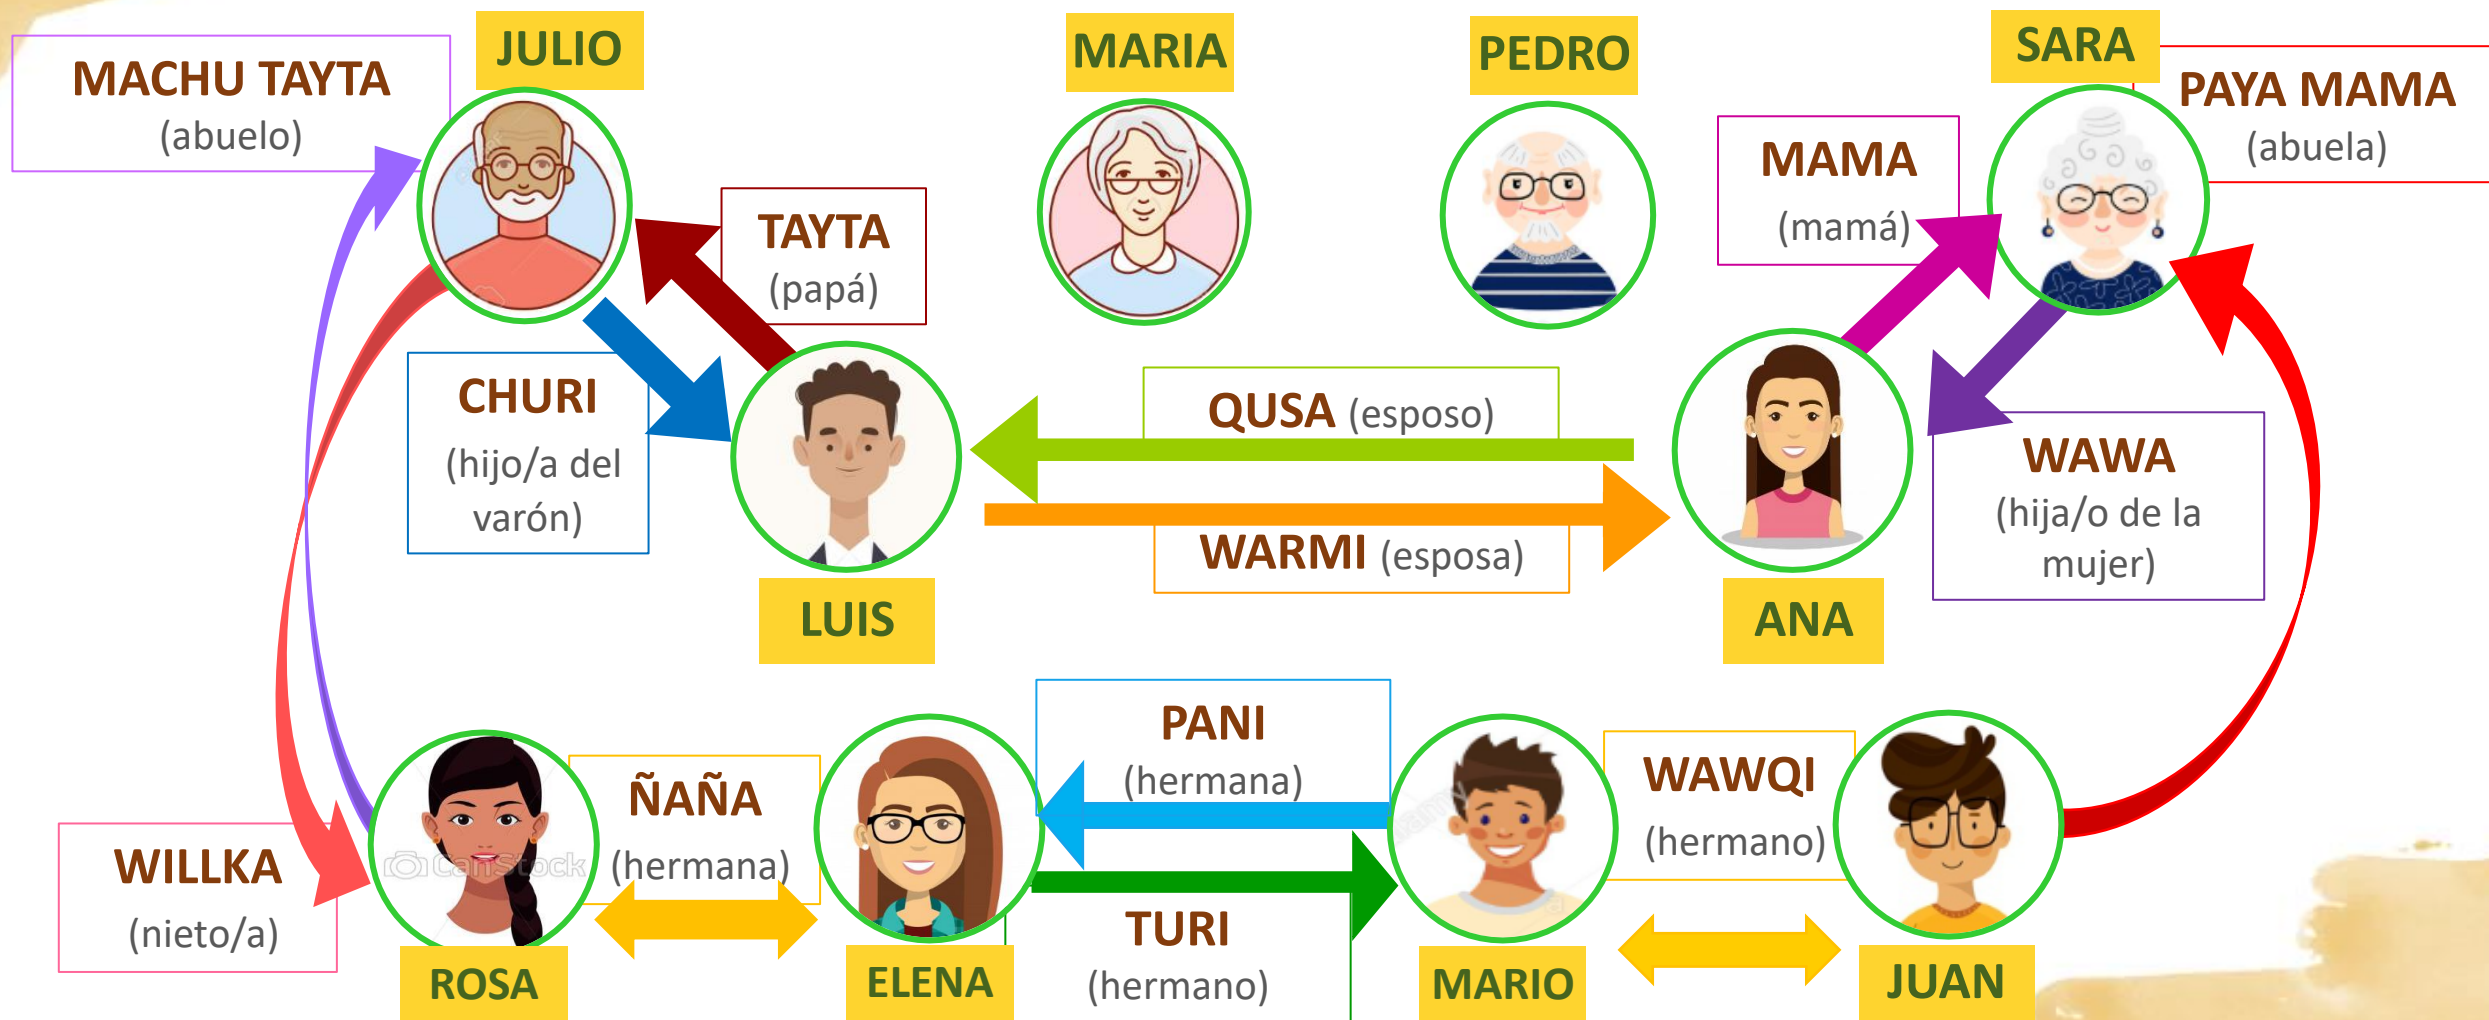 JULIO
MARIA
PEDRO
SARA
MACHU TAYTA
(abuelo)
PAYA MAMA
(abuela)
MAMA
(mamá)
TAYTA
(papá)
CHURI
(hijo/a del
varón)
QUSA (esposo)
WARMI (esposa)
WAWA
(hija/o de la
mujer)
LUIS
ANA
PANI
(hermana)
ÑAÑA
(hermana)
WAWQI
(hermano)
WILLKA
(nieto/a)
TURI
(hermano)
CanStock
ROSA
ELENA
MARIO
JUAN